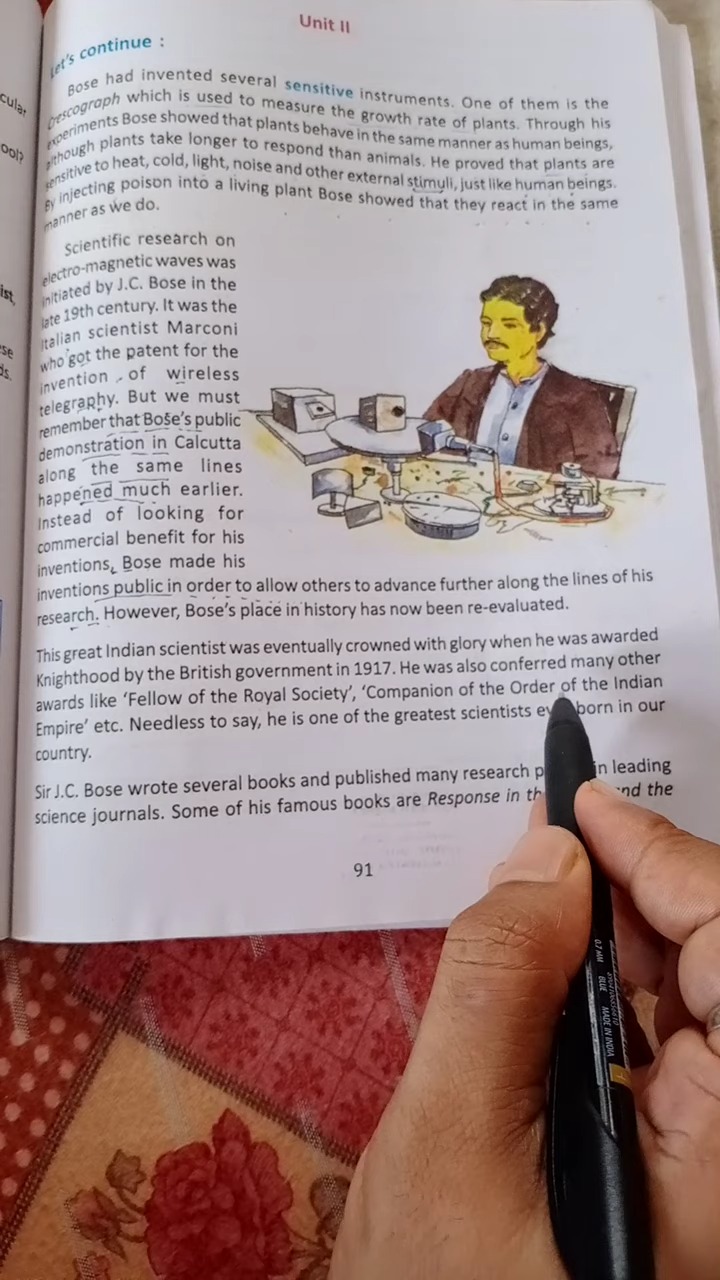 Unit II
Let's continue :
Bose had invented several sensitive instruments. One of them is the
Crescograph which is used to measure the growth rate of plants. Through his
experiments Bose showed that plants behave in the same manner as human beings,
although plants take longer to respond than animals. He proved that plants are
sensitive to heat, cold, light, noise and other external stimuli, just like human beings.
By injecting poison into a living plant Bose showed that they react in the same
manner as we do.
Scientific research on
electro-magnetic waves was
initiated by J.C. Bose in the
late 19th century. It was the
Italian scientist Marconi
who got the patent for the
invention of wireless
telegraphy. But we must
remember that Bose's public
demonstration in Calcutta
along the same lines
happened much earlier.
Instead of looking for
commercial benefit for his
inventions, Bose made his
inventions public in order to allow others to advance further along the lines of his
research. However, Bose's place in history has now been re-evaluated.
This great Indian scientist was eventually crowned with glory when he was awarded
Knighthood by the British government in 1917. He was also conferred many other
awards like 'Fellow of the Royal Society', 'Companion of the Order of the Indian
Empire' etc. Needless to say, he is one of the greatest scientists born in our
country.
Sir J.C. Bose wrote several books and published many research in leading
science journals. Some of his famous books are Response in and the
91
cular
ool?
ist,
se
ds.
0.7 MM
BLUE
MADE IN INDIA